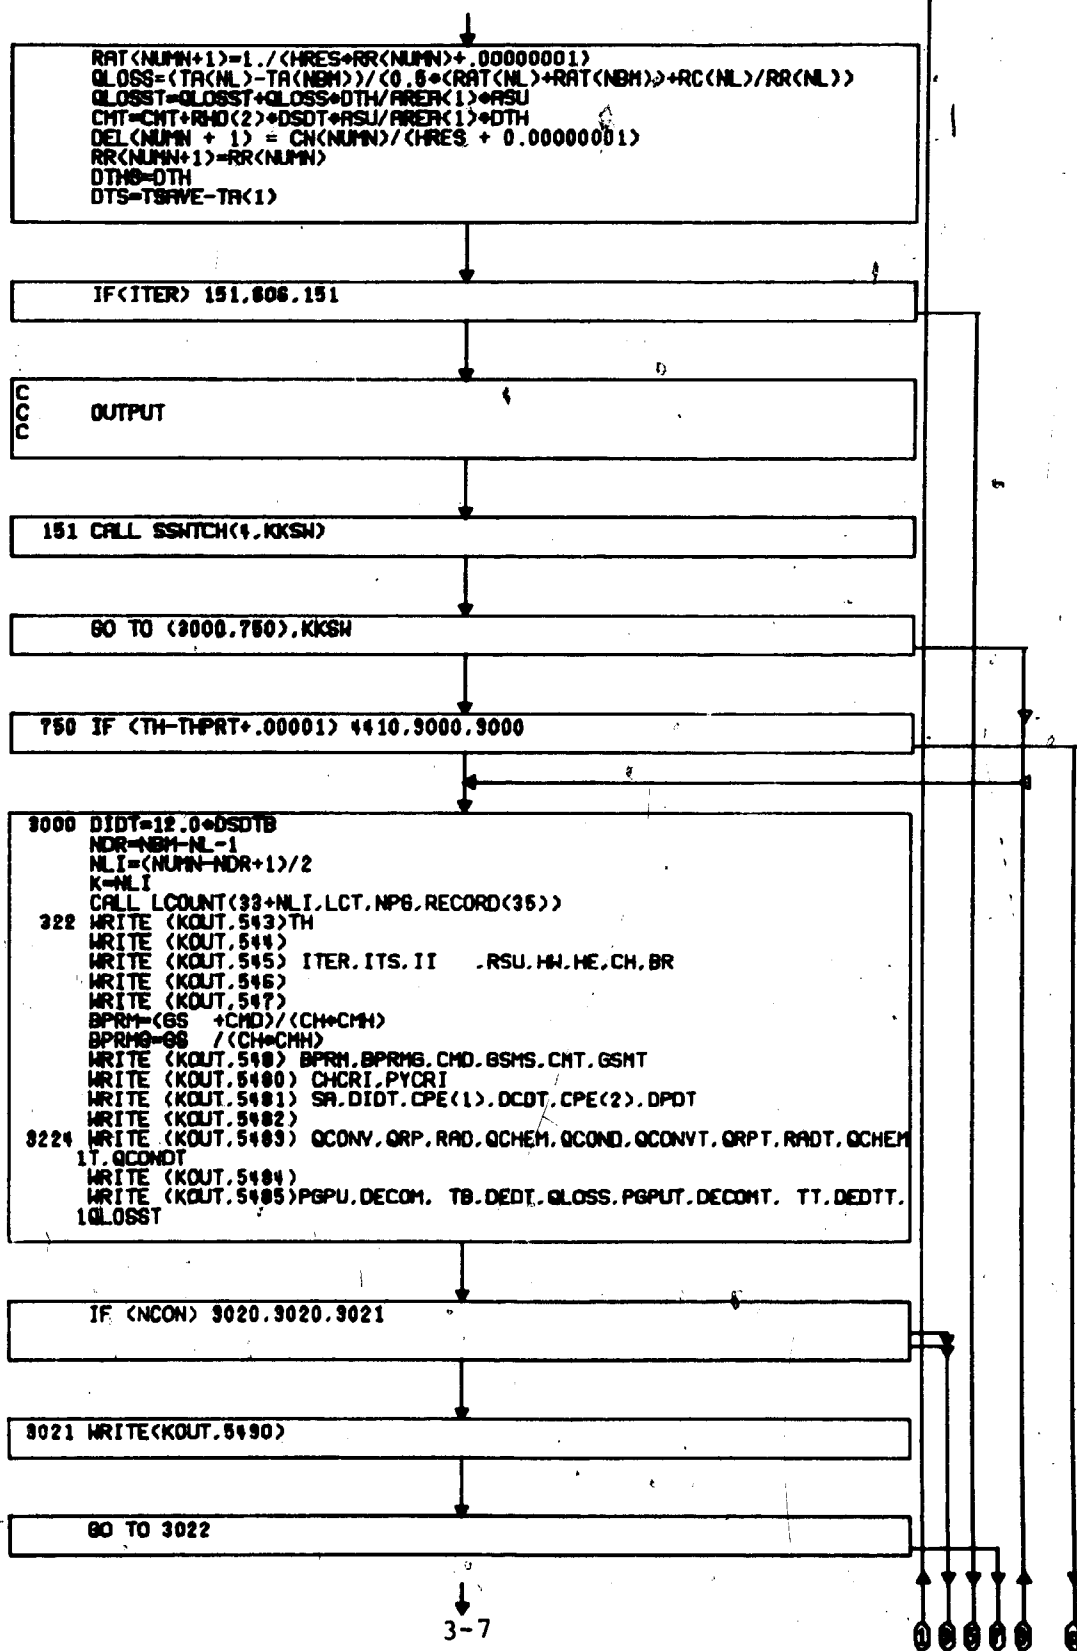 RAT(NUMN+1)=1./(HRES*RR(NUMN)+.00000001)
QLOSS=(TA(NL)-TA(NBM))/(0.5*(RAT(NL)+RAT(NBM))+RC(NL)/RR(NL))
QLOSST=QLOSST+QLOSS*DTH/AREA(1)*ASU
CMT=CMT+RHO(2)*DSDT*ASU/AREA(1)*DTH
DEL(NUMN + 1) = CN(NUMN)/(HRES + 0.00000001)
RR(NUMN+1)=RR(NUMN)
DTHS=DTH
DTS=TSAVE-TA(1)
IF(ITER) 151,606,151
C
C OUTPUT
C
151 CALL SSWTCH(4,KKSW)
GO TO (3000,750),KKSW
750 IF (TH-THPRT+.00001) 4410,3000,3000
3000 DIDT=12.0*DSDTB
NDR=NBM-NL-1
NLI=(NUMN-NDR+1)/2
K=NLI
CALL LCOUNT(33+NLI,LCT,NPG,RECORD(35))
322 WRITE (KOUT,543)TH
WRITE (KOUT,544)
WRITE (KOUT,545) ITER,ITS,II ,RSU,HW,HE,CH,BR
WRITE (KOUT,546)
WRITE (KOUT,547)
BPRM=(GS +CMD)/(CH*CMH)
BPRMG=GS /(CH*CMH)
WRITE (KOUT,548) BPRM,BPRMG,CMD,GSMS,CMT,GSMT
WRITE (KOUT,5480) CHCRI,PYCRI
WRITE (KOUT,5481) SA,DIDT,CPE(1),DCDT,CPE(2),DPDT
WRITE (KOUT,5482)
3224 WRITE (KOUT,5483) QCONV,QRP,RAD,QCHEM,QCOND,QCONVT,QRPT,RADT,QCHEM
1T,QCONDT
WRITE (KOUT,5484)
WRITE (KOUT,5485)PGPU,DECOM, TB,DEDT,QLOSS,PGPUT,DECOMT, TT,DEDTT,
1QLOSST
IF (NCON) 3020,3020,3021
3021 WRITE(KOUT,5490)
GO TO 3022
3-7
1